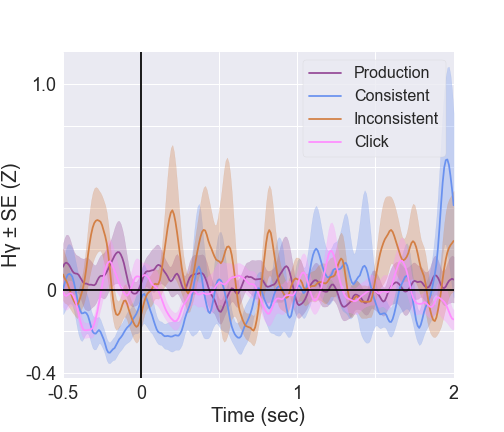 Production
Consistent
Inconsistent
Click
1.0
0
-0.4
Hγ ± SE (Z)
-0.5
0
1
2
Time (sec)